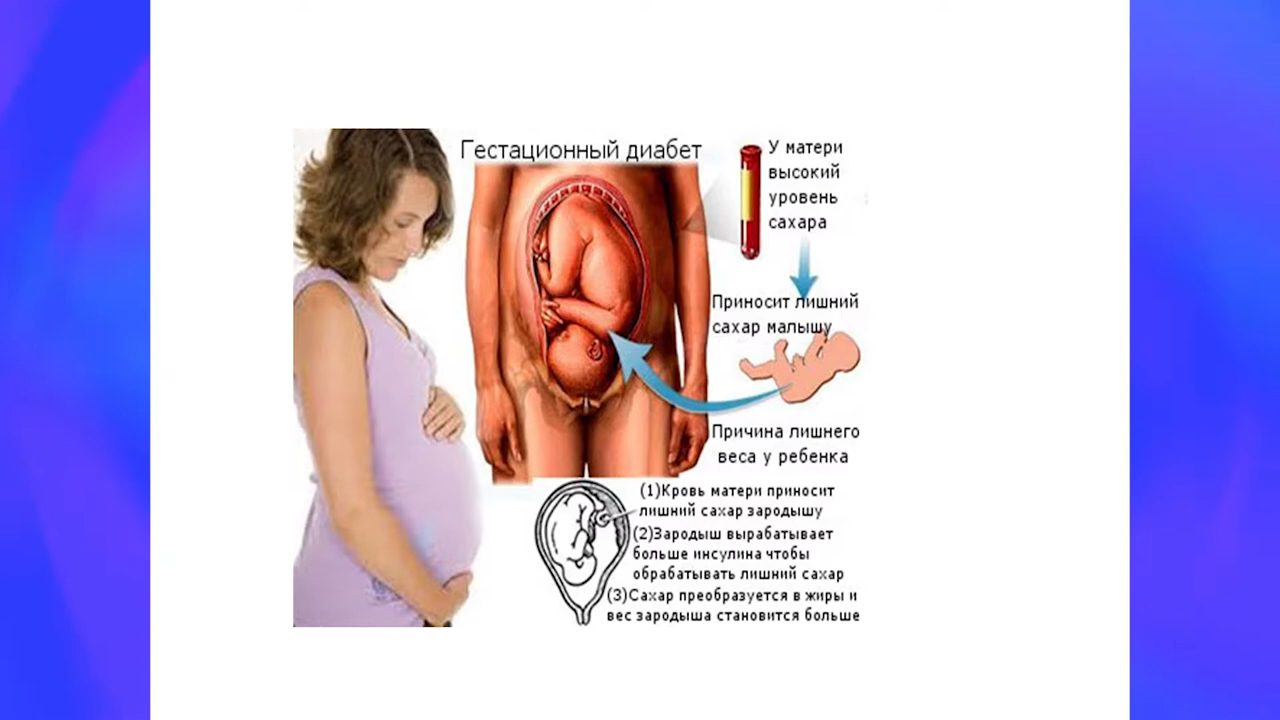 Гестационный диабет
У матери
высокий
уровень
сахара
Приносит лишний
сахар малышу
Причина лишнего
веса у ребенка
(1)Кровь матери приносит
лишний сахар зародышу
(2)Зародыш вырабатывает
больше инсулина чтобы
обрабатывать лишний сахар
(3)Сахар преобразуется в жиры и
вес зародыша становится больше